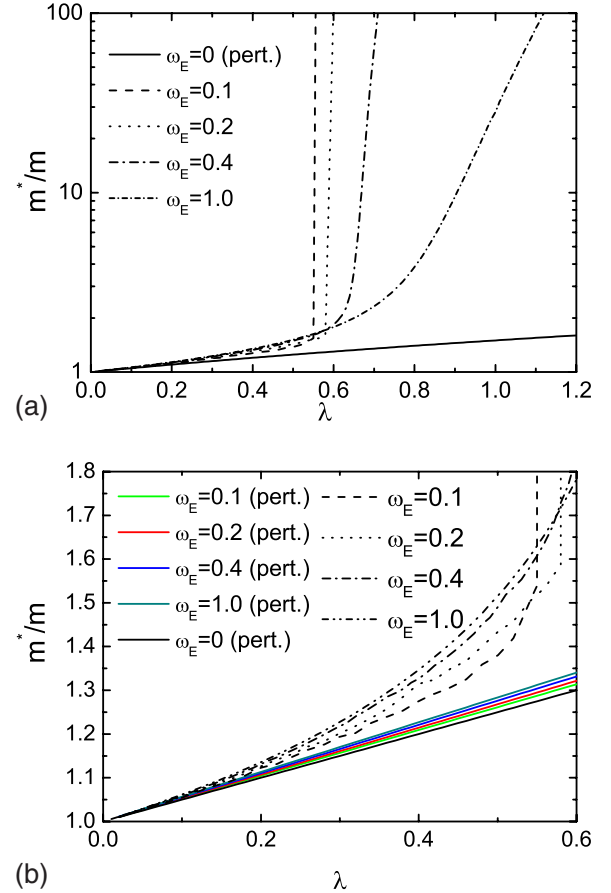 100
10
1
m*/m
ω_E=0 (pert.)
ω_E=0.1
ω_E=0.2
ω_E=0.4
ω_E=1.0
0.0 0.2 0.4 0.6 0.8 1.0 1.2
λ
(a)
1.8
1.7
1.6
1.5
1.4
1.3
1.2
1.1
1.0
m*/m
ω_E=0.1 (pert.)
ω_E=0.2 (pert.)
ω_E=0.4 (pert.)
ω_E=1.0 (pert.)
ω_E=0 (pert.)
ω_E=0.1
ω_E=0.2
ω_E=0.4
ω_E=1.0
0.0 0.2 0.4 0.6
λ
(b)